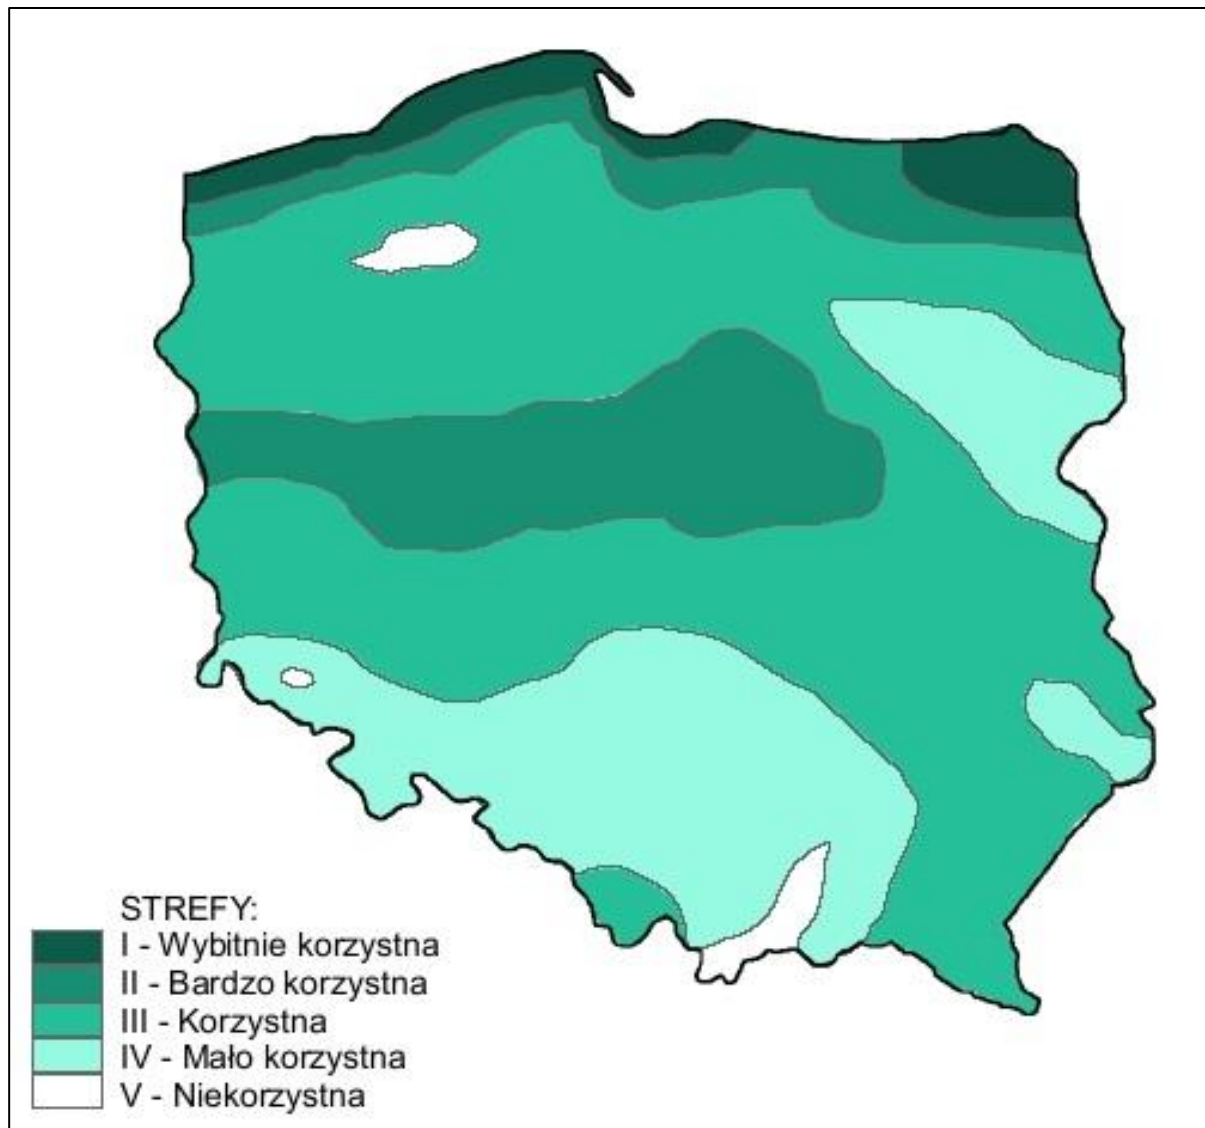 STREFY:
I - Wybitnie korzystna
II - Bardzo korzystna
III - Korzystna
IV - Mało korzystna
V - Niekorzystna